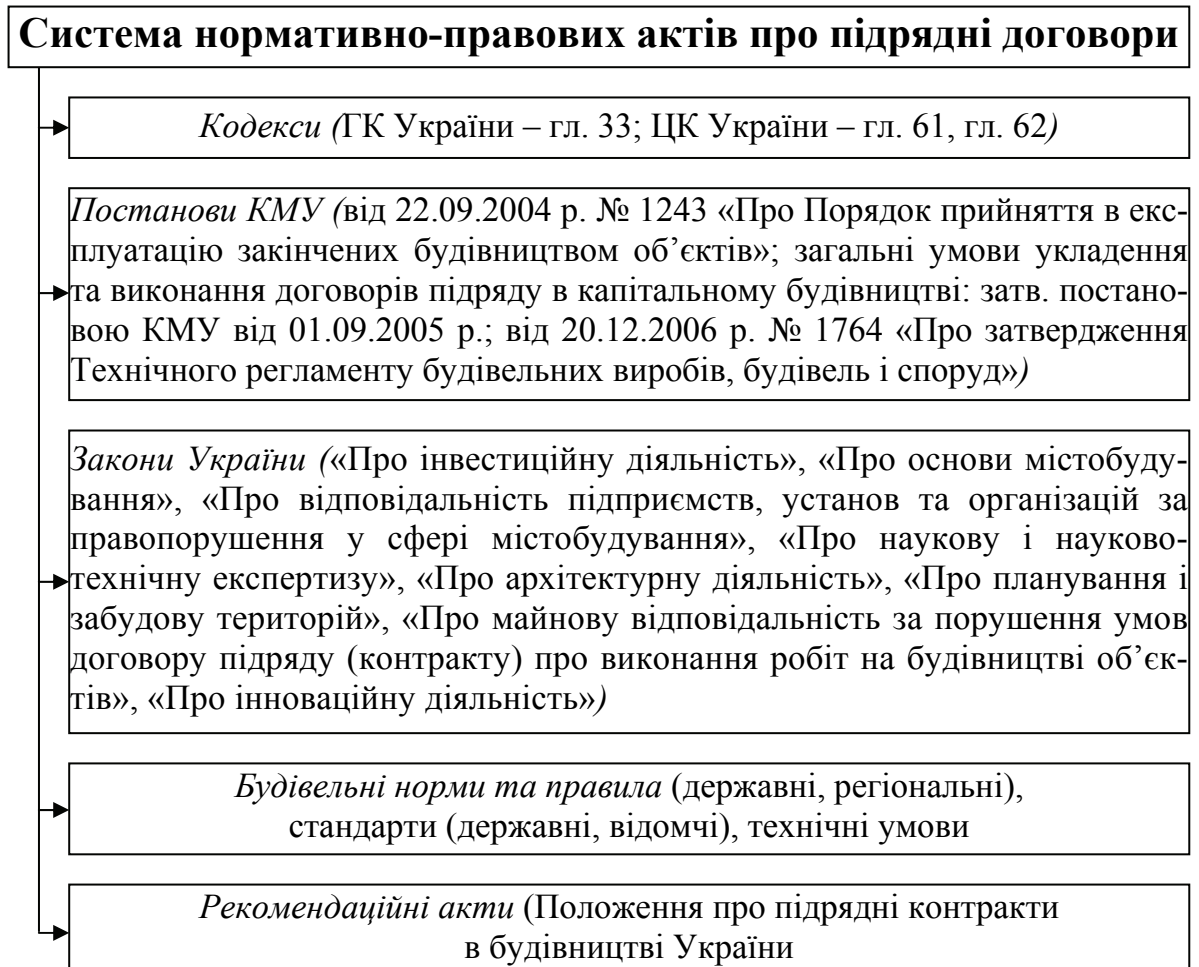 Система нормативно-правових актів про підрядні договори
Кодекси (ГК України – гл. 33; ЦК України – гл. 61, гл. 62)
Постанови КМУ (від 22.09.2004 р. № 1243 «Про Порядок прийняття в екс-
плуатацію закінчених будівництвом об’єктів»; загальні умови укладення
та виконання договорів підряду в капітальному будівництві: затв. постано-
вою КМУ від 01.09.2005 р.; від 20.12.2006 р. № 1764 «Про затвердження
Технічного регламенту будівельних виробів, будівель і споруд»)
Закони України («Про інвестиційну діяльність», «Про основи містобуду-
вання», «Про відповідальність підприємств, установ та організацій за
правопорушення у сфері містобудування», «Про наукову і науково-
технічну експертизу», «Про архітектурну діяльність», «Про планування і
забудову територій», «Про майнову відповідальність за порушення умов
договору підряду (контракту) про виконання робіт на будівництві об’єк-
тів», «Про інноваційну діяльність»)
Будівельні норми та правила (державні, регіональні),
стандарти (державні, відомчі), технічні умови
Рекомендаційні акти (Положення про підрядні контракти
в будівництві України